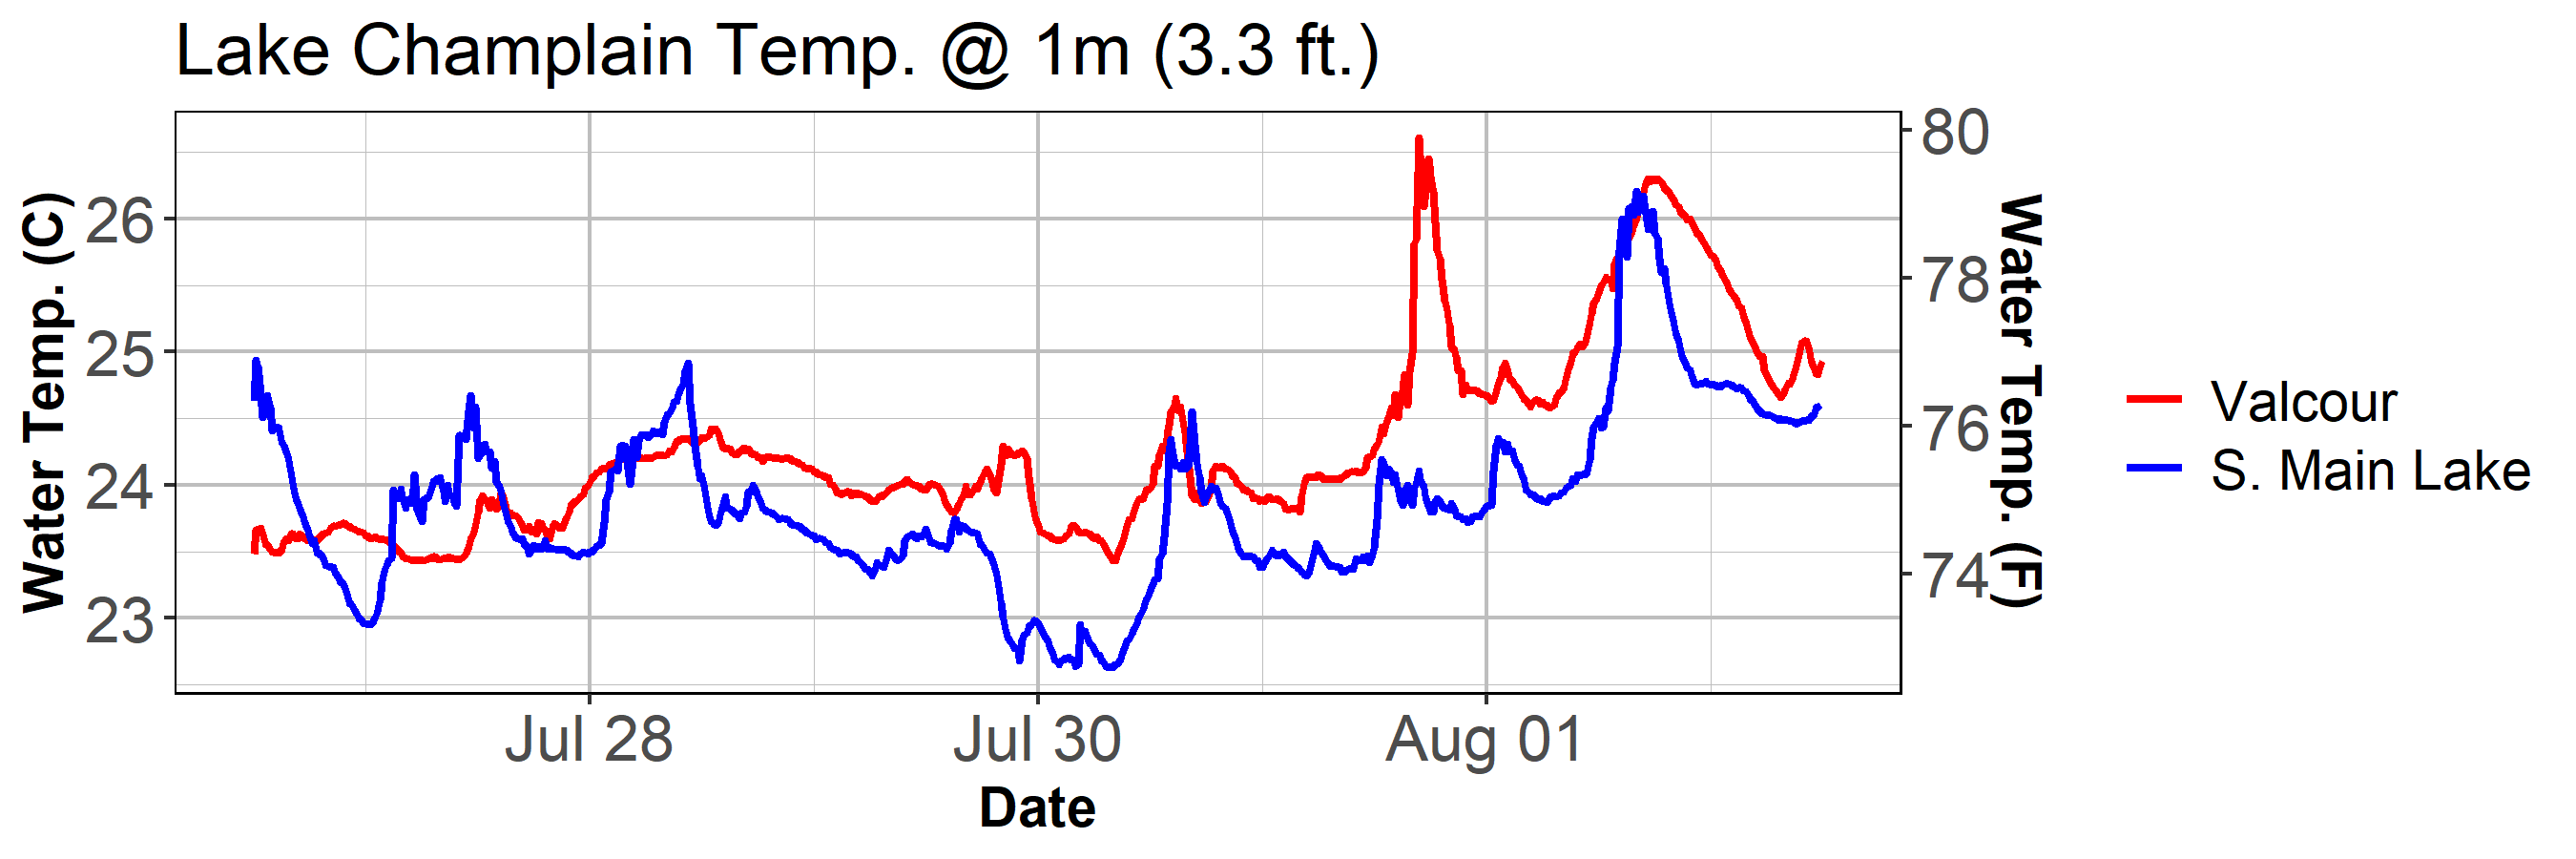 Lake Champlain Temp. @ 1m (3.3 ft.)
Water Temp. (C)
26
25
24
23
80
78
76
74
Water Temp. (F)
Jul 28
Jul 30
Aug 01
Date
Valcour
S. Main Lake